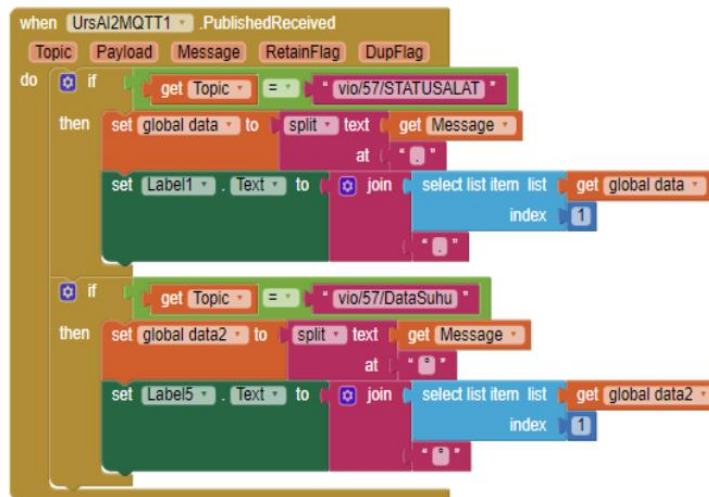 when UrsAI2MQTT1 .PublishedReceived
Topic Payload Message RetainFlag DupFlag
do if get Topic = " vio/57/STATUSALAT "
then set global data to split text get Message
at " . "
set Label1 . Text to join select list item list get global data
index 1
" . "
if get Topic = " vio/57/DataSuhu "
then set global data2 to split text get Message
at " ° "
set Label5 . Text to join select list item list get global data2
index 1
" ° "